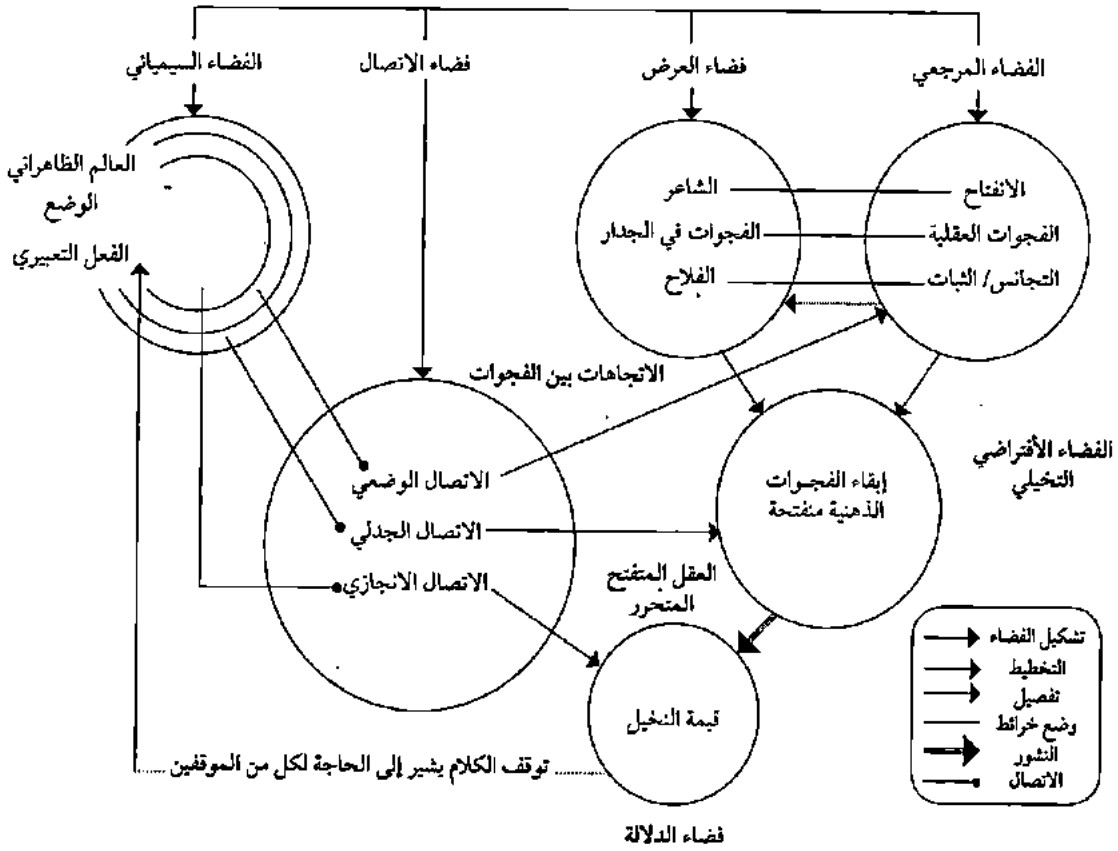 الفضاء المرجعي
فضاء العرض
فضاء الاتصال
الفضاء السيميائي
الانفتاح
الفجوات العقلية
التجانس/ الثبات
الشاعر
الفجوات في الجدار
الفلاح
العالم الظاهراتي
الوضع
الفعل التعبيري
الاتجاهات بين الفجوات
الاتصال الوضعي
الاتصال الجدلي
الاتصال الانجازي
إبقاء الفجوات
الذهنية منفتحة
الفضاء الأفتراضي
التخيلي
العقل المتفتح
المتحرر
قيمة النخيل
توقف الكلام يشير إلى الحاجة لكل من الموقفين
فضاء الدلالة
تشكيل الفضاء
التخطيط
تفصيل
وضع خرائط
النشور
الاتصال